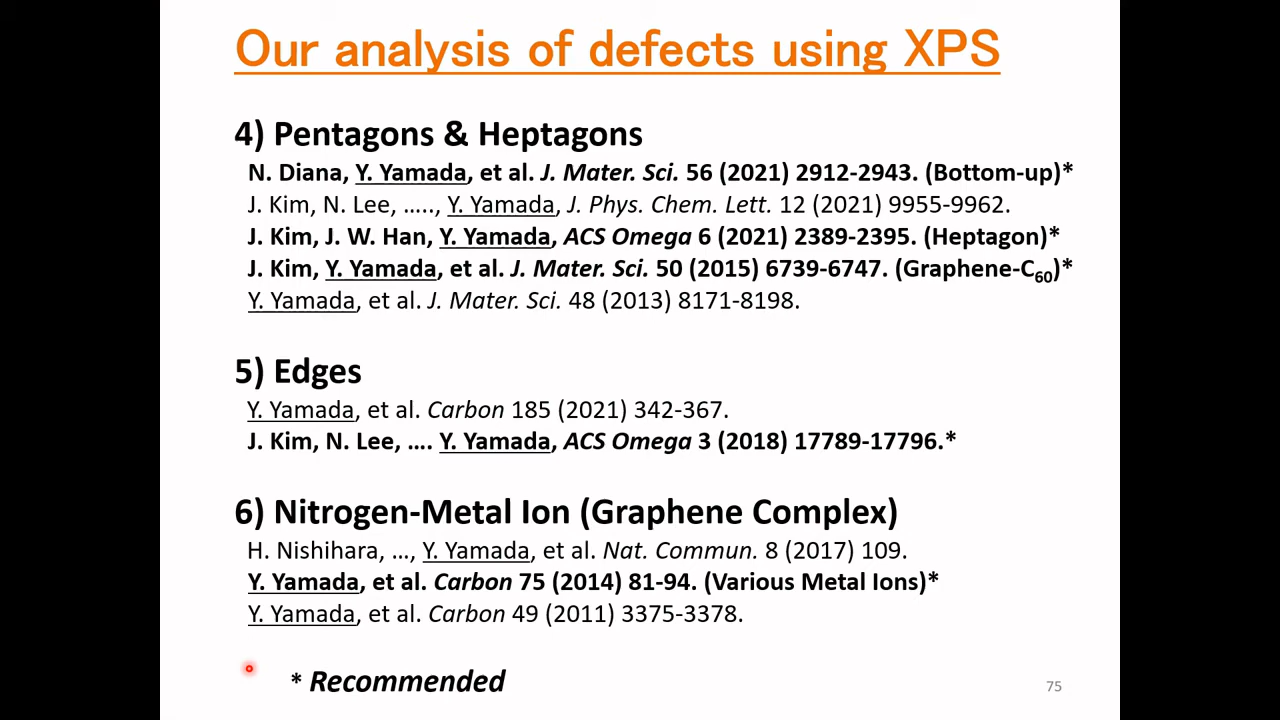 Our analysis of defects using XPS
4) Pentagons & Heptagons
N. Diana, Y. Yamada, et al. J. Mater. Sci. 56 (2021) 2912-2943. (Bottom-up)*
J. Kim, N. Lee, ….., Y. Yamada, J. Phys. Chem. Lett. 12 (2021) 9955-9962.
J. Kim, J. W. Han, Y. Yamada, ACS Omega 6 (2021) 2389-2395. (Heptagon)*
J. Kim, Y. Yamada, et al. J. Mater. Sci. 50 (2015) 6739-6747. (Graphene-C60)*
Y. Yamada, et al. J. Mater. Sci. 48 (2013) 8171-8198.
5) Edges
Y. Yamada, et al. Carbon 185 (2021) 342-367.
J. Kim, N. Lee, …. Y. Yamada, ACS Omega 3 (2018) 17789-17796.*
6) Nitrogen-Metal Ion (Graphene Complex)
H. Nishihara, …, Y. Yamada, et al. Nat. Commun. 8 (2017) 109.
Y. Yamada, et al. Carbon 75 (2014) 81-94. (Various Metal Ions)*
Y. Yamada, et al. Carbon 49 (2011) 3375-3378.
* Recommended
75